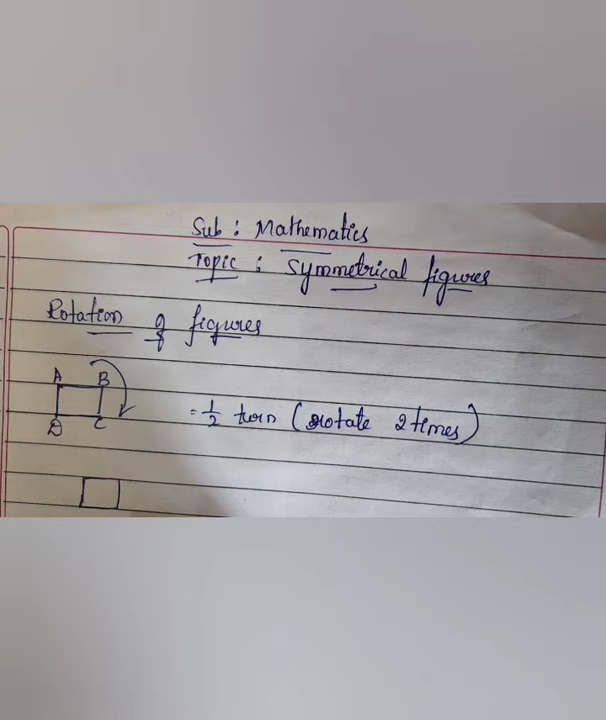 Sub : Mathematics
Topic : Symmetrical figures
Rotation of figures
A B
= 1/2 turn (rotate 2 times)
D C